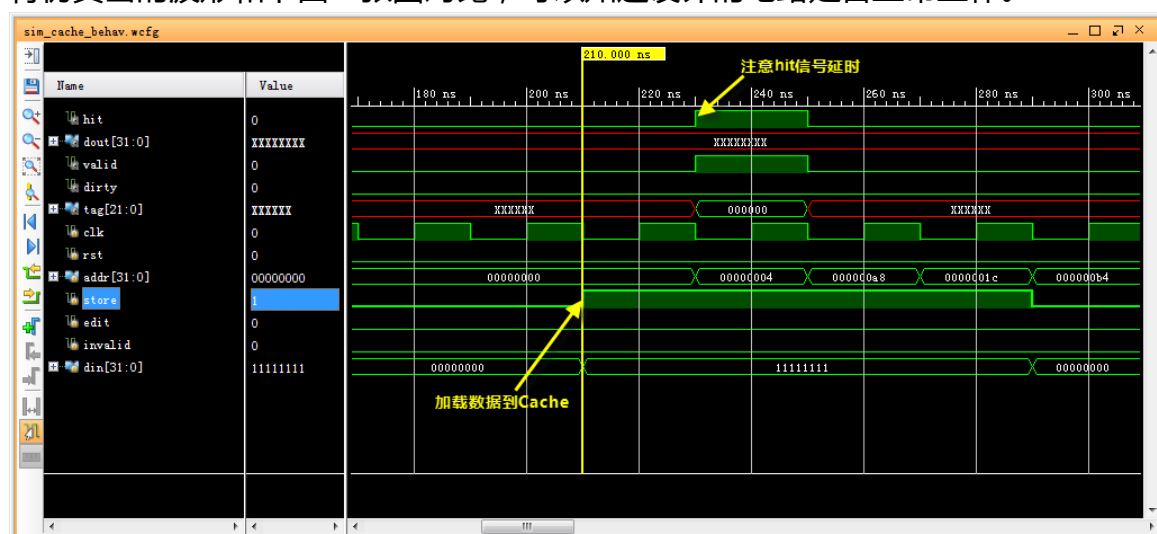 sim_cache_behav.wcfg
210.000 ns
注意hit信号延时
Name Value
180 ns 200 ns 220 ns 240 ns 260 ns 280 ns 300 ns
hit 0
dout[31:0] XXXXXXXX XXXXXXXX
valid 0
dirty 0
tag[21:0] XXXXXX XXXXXX 000000 XXXXXX
clk 0
rst 0
addr[31:0] 00000000 00000000 00000004 000000a8 0000001c 000000b4
store 1
edit 0
invalid 0
din[31:0] 11111111 00000000 11111111 00000000
加载数据到Cache